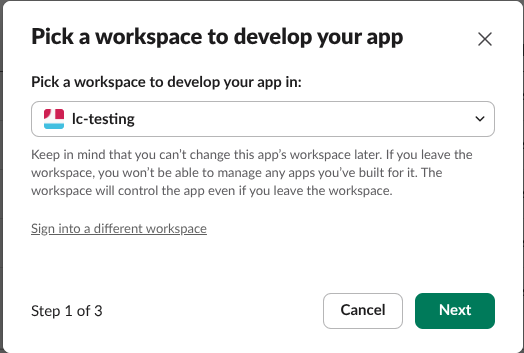 Pick a workspace to develop your app
Pick a workspace to develop your app in:
lc-testing
Keep in mind that you can’t change this app’s workspace later. If you leave the
workspace, you won’t be able to manage any apps you’ve built for it. The
workspace will control the app even if you leave the workspace.
Sign into a different workspace
Step 1 of 3
Cancel
Next